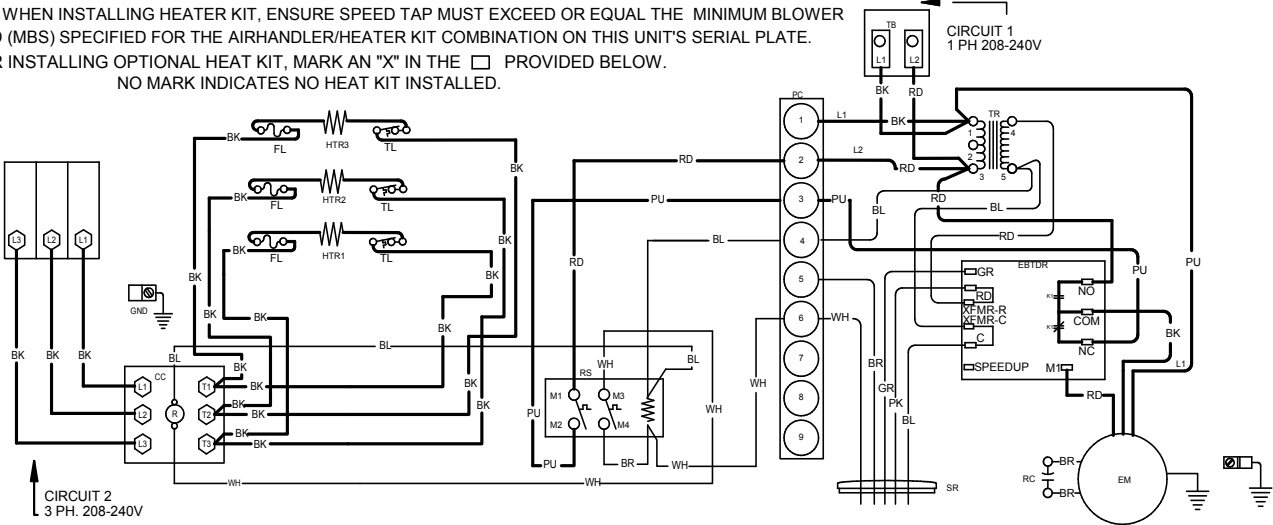 WHEN INSTALLING HEATER KIT, ENSURE SPEED TAP MUST EXCEED OR EQUAL THE MINIMUM BLOWER
(MBS) SPECIFIED FOR THE AIRHANDLER/HEATER KIT COMBINATION ON THIS UNIT'S SERIAL PLATE.
INSTALLING OPTIONAL HEAT KIT, MARK AN "X" IN THE PROVIDED BELOW.
NO MARK INDICATES NO HEAT KIT INSTALLED.
TB
L1 L2
CIRCUIT 1
1 PH 208-240V
BK RD
PC
1 L1 BK
2 L2 RD
3 PU
4
5
6 WH
7
8
9
TR
1 4
2
3 5
BK FL HTR3 TL BK
BK FL HTR2 TL BK
BK FL HTR1 TL BK
L3 L2 L1
BK BK BK
GND
BK BK BK
BL
BK
CC
L1 T1 BK
L2 R T2 BK
L3 T3 BK
BK BK
BK BK BK
WH
CIRCUIT 2
3 PH. 208-240V
RD
PU
BL
RD
BL
BL
WH
RS
M1 M3
M2 M4
PU
PU
BR
WH
WH
WH
WH
BL
BL
RD
RD
PU
PU
EBTDR
GR
RD
XFMR-R
XFMR-C
C
SPEEDUP
K1
K1
NO
COM
NC
M1
BK
L1
RD
BR
GR
PK
BL
SR
RC
BR
BR
EM